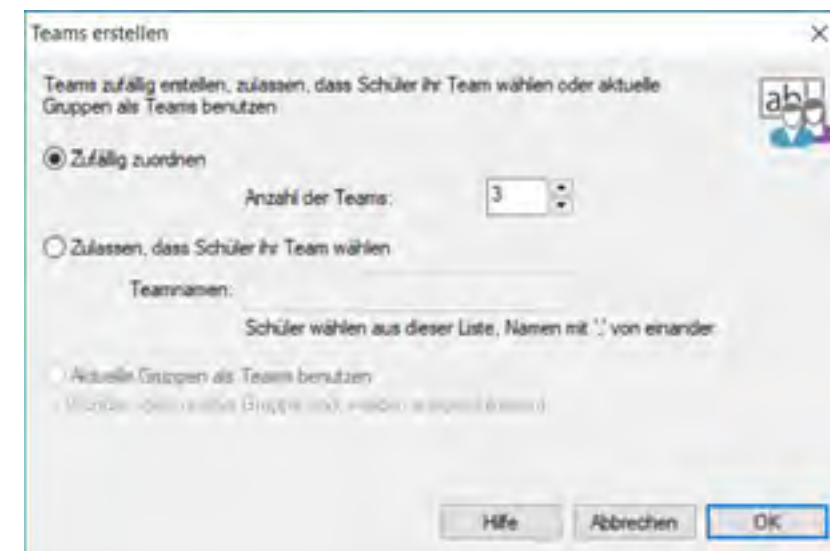 Teams erstellen
Teams zufällig erstellen, zulassen, dass Schüler ihr Team wählen oder aktuelle
Gruppen als Teams benutzen
ab
Zufällig zuordnen
Anzahl der Teams: 3
Zulassen, dass Schüler ihr Team wählen
Teamnamen:
Schüler wählen aus dieser Liste, Namen mit ';' von einander
Aktuelle Gruppen als Teams benutzen
Hilfe Abbrechen OK